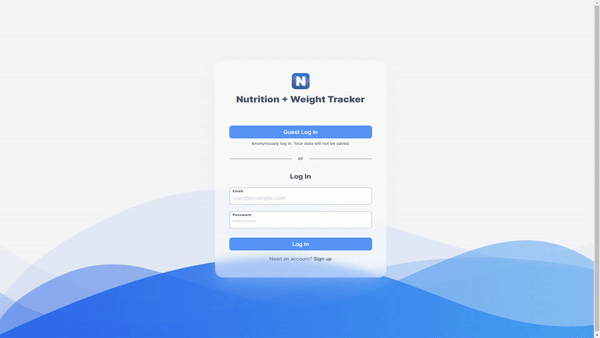 N
Nutrition + Weight Tracker
Guest Log In
Anonymously log in. Your data will not be saved.
or
Log In
Email:
user@example.com
Password:
********
Log In
Need an account? Sign up